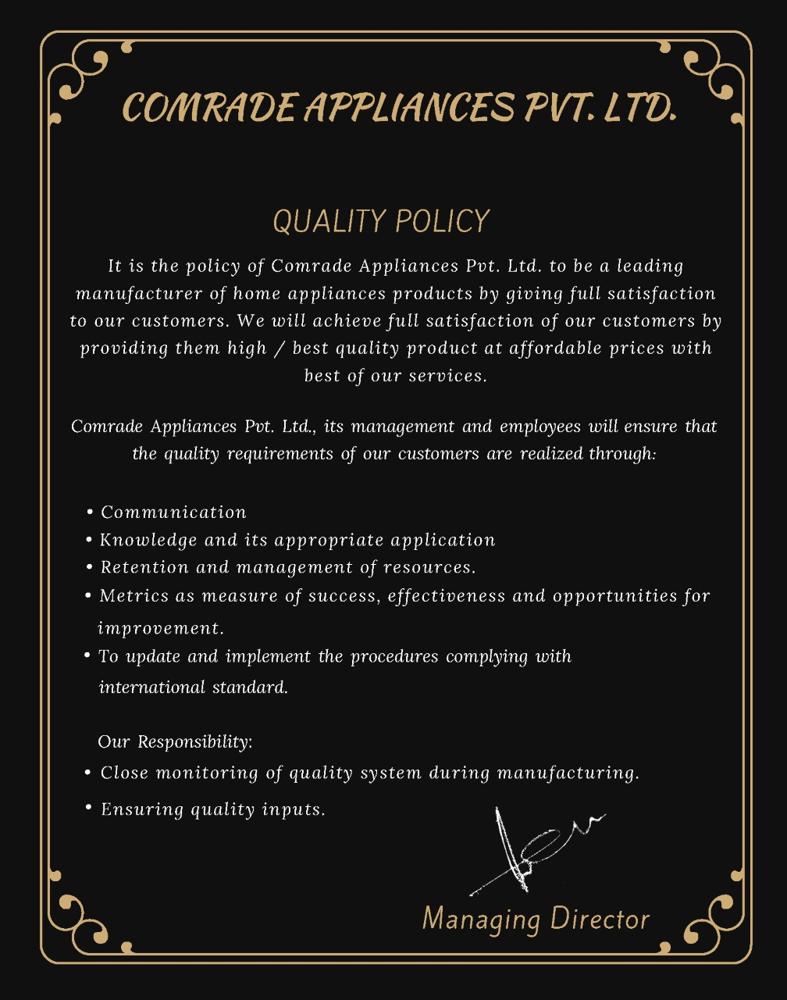 COMRADE APPLIANCES PVT. LTD.
QUALITY POLICY
It is the policy of Comrade Appliances Pvt. Ltd. to be a leading
manufacturer of home appliances products by giving full satisfaction
to our customers. We will achieve full satisfaction of our customers by
providing them high / best quality product at affordable prices with
best of our services.
Comrade Appliances Pvt. Ltd., its management and employees will ensure that
the quality requirements of our customers are realized through:
• Communication
• Knowledge and its appropriate application
• Retention and management of resources.
• Metrics as measure of success, effectiveness and opportunities for
improvement.
• To update and implement the procedures complying with
international standard.
Our Responsibility:
• Close monitoring of quality system during manufacturing.
• Ensuring quality inputs.
Managing Director